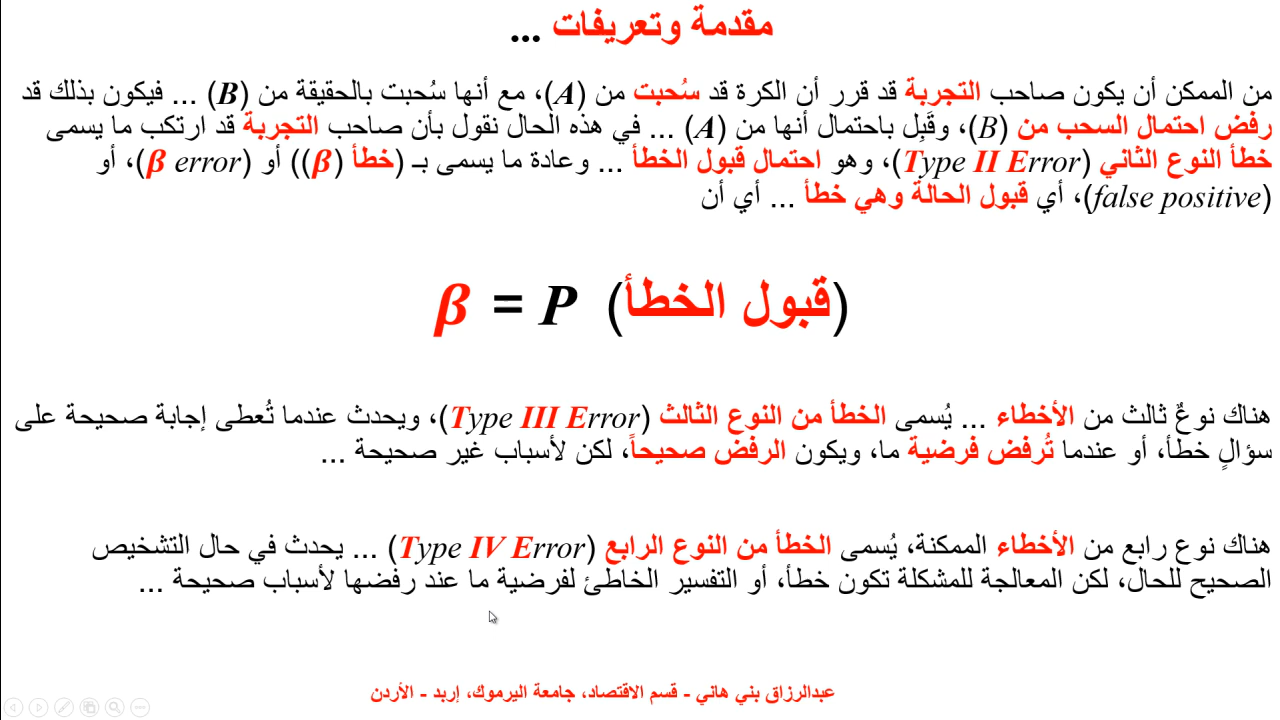 مقدمة وتعريفات ...
من الممكن أن يكون صاحب التجربة قد قرر أن الكرة قد سُحبت من (A)، مع أنها سُحبت بالحقيقة من (B) ... فيكون بذلك قد
رفض احتمال السحب من (B)، وقَبِل باحتمال أنها من (A) ... في هذه الحال نقول بأن صاحب التجربة قد ارتكب ما يسمى
خطأ النوع الثاني (Type II Error)، وهو احتمال قبول الخطأ ... وعادة ما يسمى بـ (خطأ (β)) أو (β error)، أو
(false positive)، أي قبول الحالة وهي خطأ ... أي أن
β = P (قبول الخطأ)
هناك نوعٌ ثالث من الأخطاء ... يُسمى الخطأ من النوع الثالث (Type III Error)، ويحدث عندما تُعطى إجابة صحيحة على
سؤالٍ خطأ، أو عندما تُرفض فرضية ما، ويكون الرفض صحيحاً، لكن لأسباب غير صحيحة ...
هناك نوع رابع من الأخطاء الممكنة، يُسمى الخطأ من النوع الرابع (Type IV Error) ... يحدث في حال التشخيص
الصحيح للحال، لكن المعالجة للمشكلة تكون خطأ، أو التفسير الخاطئ لفرضية ما عند رفضها لأسباب صحيحة ...
عبدالرزاق بني هاني - قسم الاقتصاد، جامعة اليرموك، إربد - الأردن